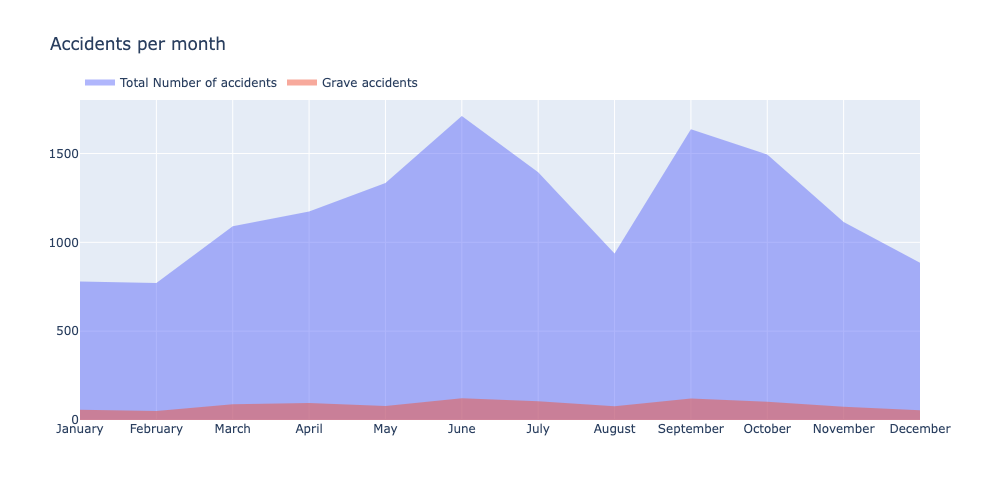 Accidents per month
Total Number of accidents Grave accidents
1500
1000
500
0
January February March April May June July August September October November December